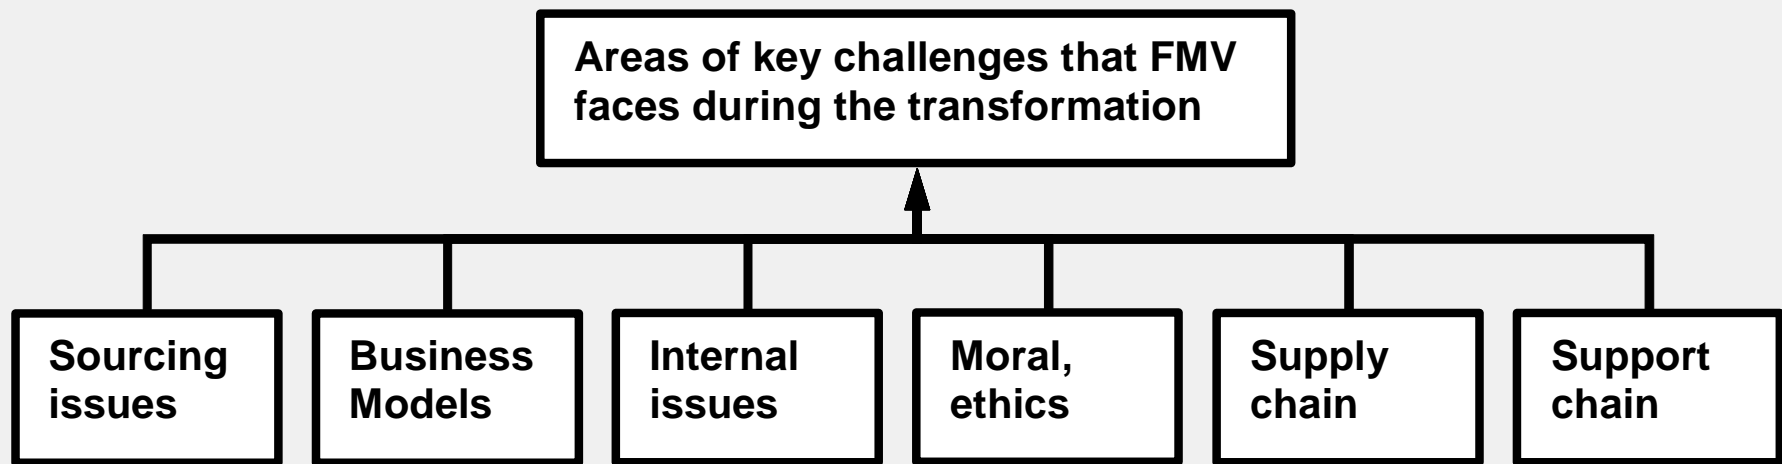 Areas of key challenges that FMV
faces during the transformation
Sourcing
issues
Business
Models
Internal
issues
Moral,
ethics
Supply
chain
Support
chain